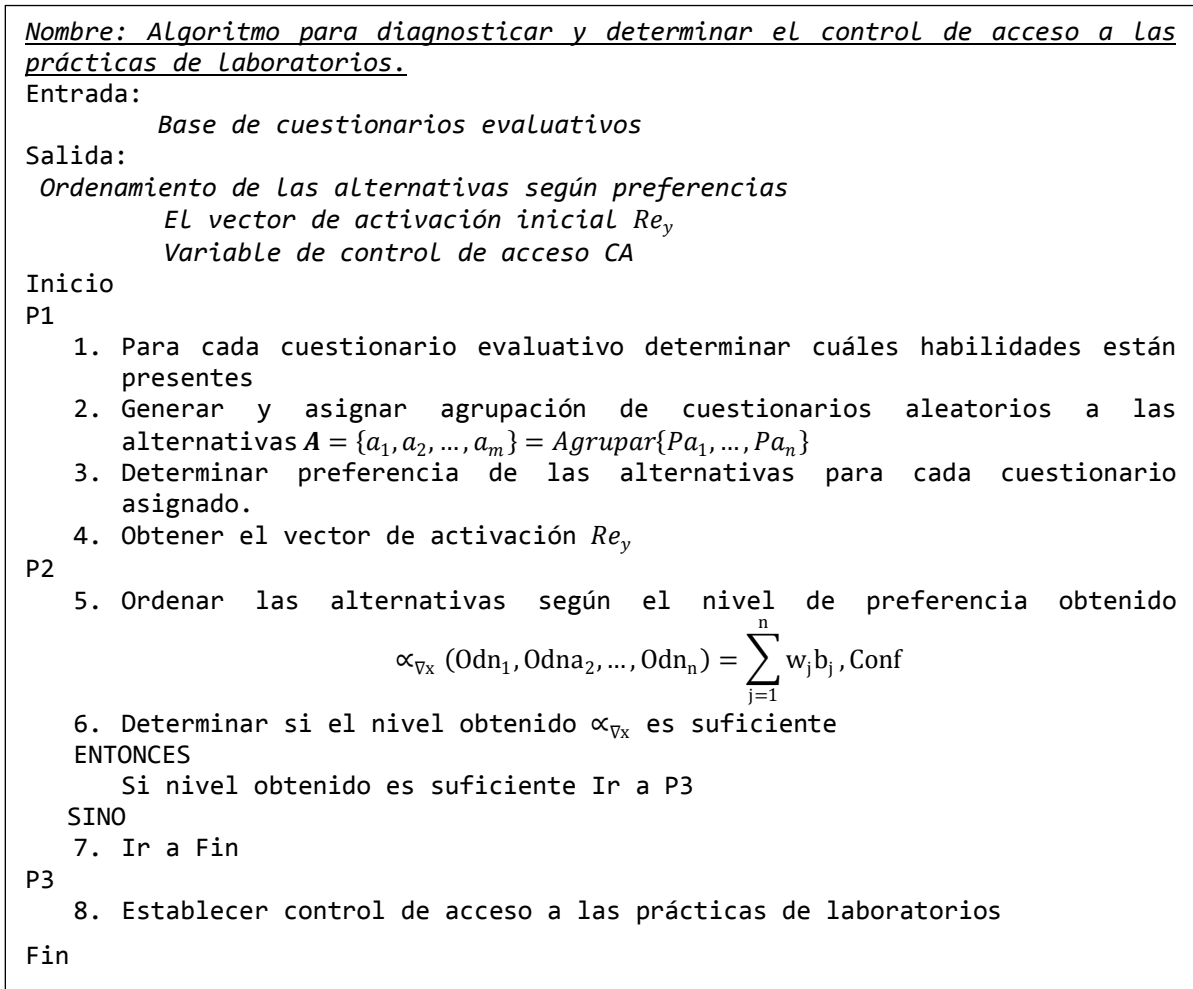 Nombre: Algoritmo para diagnosticar y determinar el control de acceso a las
prácticas de laboratorios.
Entrada:
Base de cuestionarios evaluativos
Salida:
Ordenamiento de las alternativas según preferencias
El vector de activación inicial Re_y
Variable de control de acceso CA
Inicio
P1
1. Para cada cuestionario evaluativo determinar cuáles habilidades están
presentes
2. Generar y asignar agrupación de cuestionarios aleatorios a las
alternativas A = {a_1, a_2, …, a_m} = Agrupar{Pa_1, …, Pa_n}
3. Determinar preferencia de las alternativas para cada cuestionario
asignado.
4. Obtener el vector de activación Re_y
P2
5. Ordenar las alternativas según el nivel de preferencia obtenido
∝_∇x (Odn_1, Odna_2, …, Odn_n) = ∑_{j=1}^{n} w_j b_j , Conf
6. Determinar si el nivel obtenido ∝_∇x es suficiente
ENTONCES
Si nivel obtenido es suficiente Ir a P3
SINO
7. Ir a Fin
P3
8. Establecer control de acceso a las prácticas de laboratorios
Fin